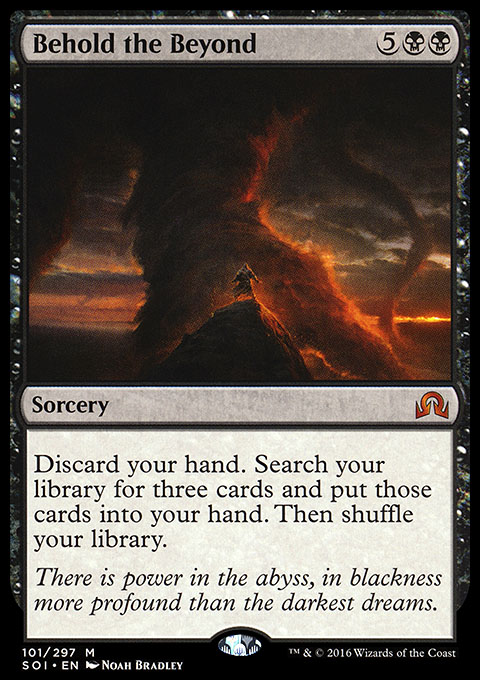 Behold the Beyond 5
Sorcery
Discard your hand. Search your
library for three cards and put those
cards into your hand. Then shuffle
your library.
There is power in the abyss, in blackness
more profound than the darkest dreams.
101/297 M
SOI • EN NOAH BRADLEY
™ & © 2016 Wizards of the Coast